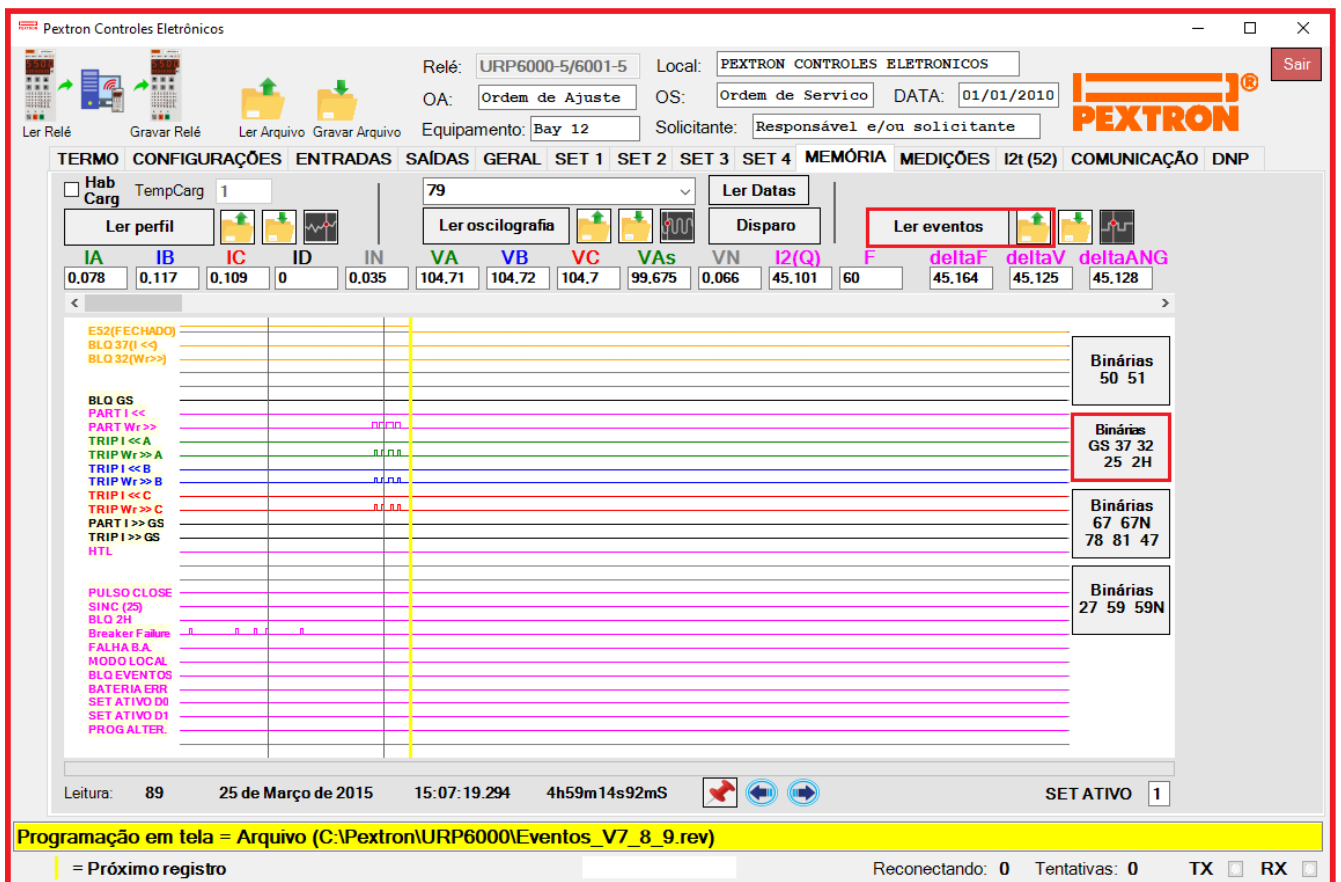 Pextron Controles Eletrônicos
Relé: URP6000-5/6001-5 Local: PEXTRON CONTROLES ELETRONICOS Sair
OA: Ordem de Ajuste OS: Ordem de Servico DATA: 01/01/2010
Ler Relé Gravar Relé Ler Arquivo Gravar Arquivo Equipamento: Bay 12 Solicitante: Responsável e/ou solicitante PEXTRON®
TERMO CONFIGURAÇÕES ENTRADAS SAÍDAS GERAL SET 1 SET 2 SET 3 SET 4 MEMÓRIA MEDIÇÕES I2t (52) COMUNICAÇÃO DNP
Hab Carg TempCarg 1 79 Ler Datas
Ler perfil Ler oscilografia Disparo Ler eventos
IA IB IC ID IN VA VB VC VAs VN I2(Q) F deltaF deltaV deltaANG
0,078 0,117 0,109 0 0,035 104,71 104,72 104,7 99,675 0,066 45,101 60 45,164 45,125 45,128
E52(FECHADO)
BLQ 37(I <<)
BLQ 32(Wr>>)
BLQ GS
PART I <<
PART Wr >>
TRIP I << A
TRIP Wr >> A
TRIP I << B
TRIP Wr >> B
TRIP I << C
TRIP Wr >> C
PART I >> GS
TRIP I >> GS
HTL
PULSO CLOSE
SINC (25)
BLQ 2H
Breaker Failure
FALHA B.A.
MODO LOCAL
BLQ EVENTOS
BATERIA ERR
SET ATIVO D0
SET ATIVO D1
PROG ALTER.
Binárias
50 51
Binárias
GS 37 32
25 2H
Binárias
67 67N
78 81 47
Binárias
27 59 59N
Leitura: 89 25 de Março de 2015 15:07:19.294 4h59m14s92mS SET ATIVO 1
Programação em tela = Arquivo (C:\Pextron\URP6000\Eventos_V7_8_9.rev)
= Próximo registro Reconectando: 0 Tentativas: 0 TX RX